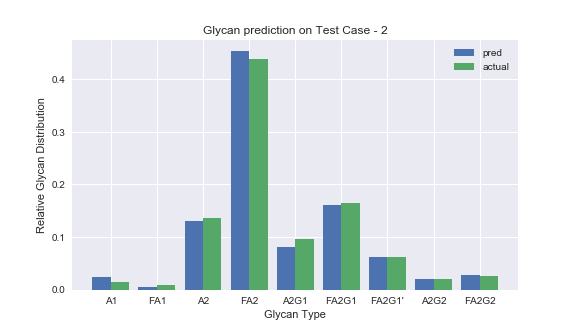 Glycan prediction on Test Case - 2
pred
actual
Relative Glycan Distribution
0.4
0.3
0.2
0.1
0.0
A1 FA1 A2 FA2 A2G1 FA2G1 FA2G1' A2G2 FA2G2
Glycan Type